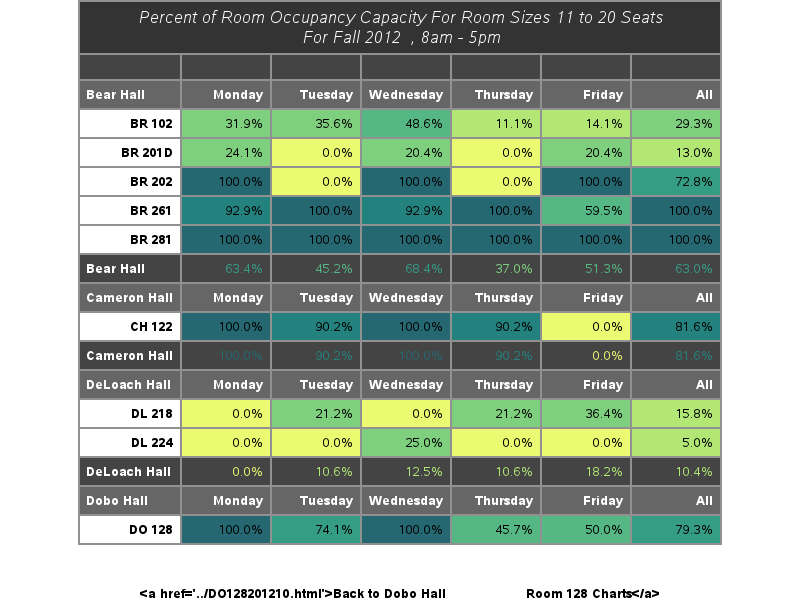 Percent of Room Occupancy Capacity For Room Sizes 11 to 20 Seats
For Fall 2012 , 8am - 5pm
Bear Hall Monday Tuesday Wednesday Thursday Friday All
BR 102 31.9% 35.6% 48.6% 11.1% 14.1% 29.3%
BR 201D 24.1% 0.0% 20.4% 0.0% 20.4% 13.0%
BR 202 100.0% 0.0% 100.0% 0.0% 100.0% 72.8%
BR 261 92.9% 100.0% 92.9% 100.0% 59.5% 100.0%
BR 281 100.0% 100.0% 100.0% 100.0% 100.0% 100.0%
Bear Hall 63.4% 45.2% 68.4% 37.0% 51.3% 63.0%
Cameron Hall Monday Tuesday Wednesday Thursday Friday All
CH 122 100.0% 90.2% 100.0% 90.2% 0.0% 81.6%
Cameron Hall 100.0% 90.2% 100.0% 90.2% 0.0% 81.6%
DeLoach Hall Monday Tuesday Wednesday Thursday Friday All
DL 218 0.0% 21.2% 0.0% 21.2% 36.4% 15.8%
DL 224 0.0% 0.0% 25.0% 0.0% 0.0% 5.0%
DeLoach Hall 0.0% 10.6% 12.5% 10.6% 18.2% 10.4%
Dobo Hall Monday Tuesday Wednesday Thursday Friday All
DO 128 100.0% 74.1% 100.0% 45.7% 50.0% 79.3%
<a href='../DO128201210.html'>Back to Dobo Hall Room 128 Charts</a>